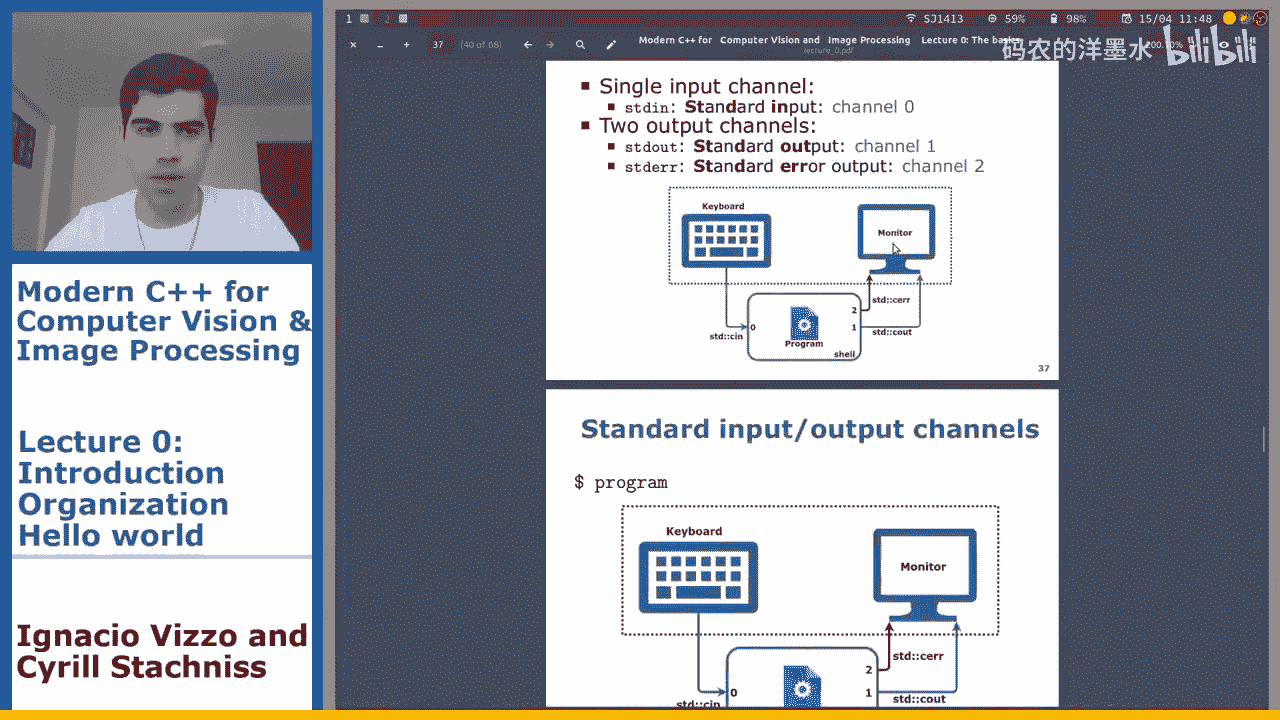 1 2 SJ1413 59% 98% 15/04 11:48
37 (40 of 68) Modern C++ for Computer Vision and Image Processing Lecture 0: The basics
lecture_0.pdf
码农的洋墨水 bilibili
Single input channel:
stdin: Standard input: channel 0
Two output channels:
stdout: Standard output: channel 1
stderr: Standard error output: channel 2
Keyboard
Monitor
std::cerr
2
0
1
std::cin
std::cout
Program
shell
37
Standard input/output channels
$ program
Keyboard
Monitor
std::cerr
2
0
1
std::cin
std::cout
Modern C++ for
Computer Vision &
Image Processing
Lecture 0:
Introduction
Organization
Hello world
Ignacio Vizzo and
Cyrill Stachniss